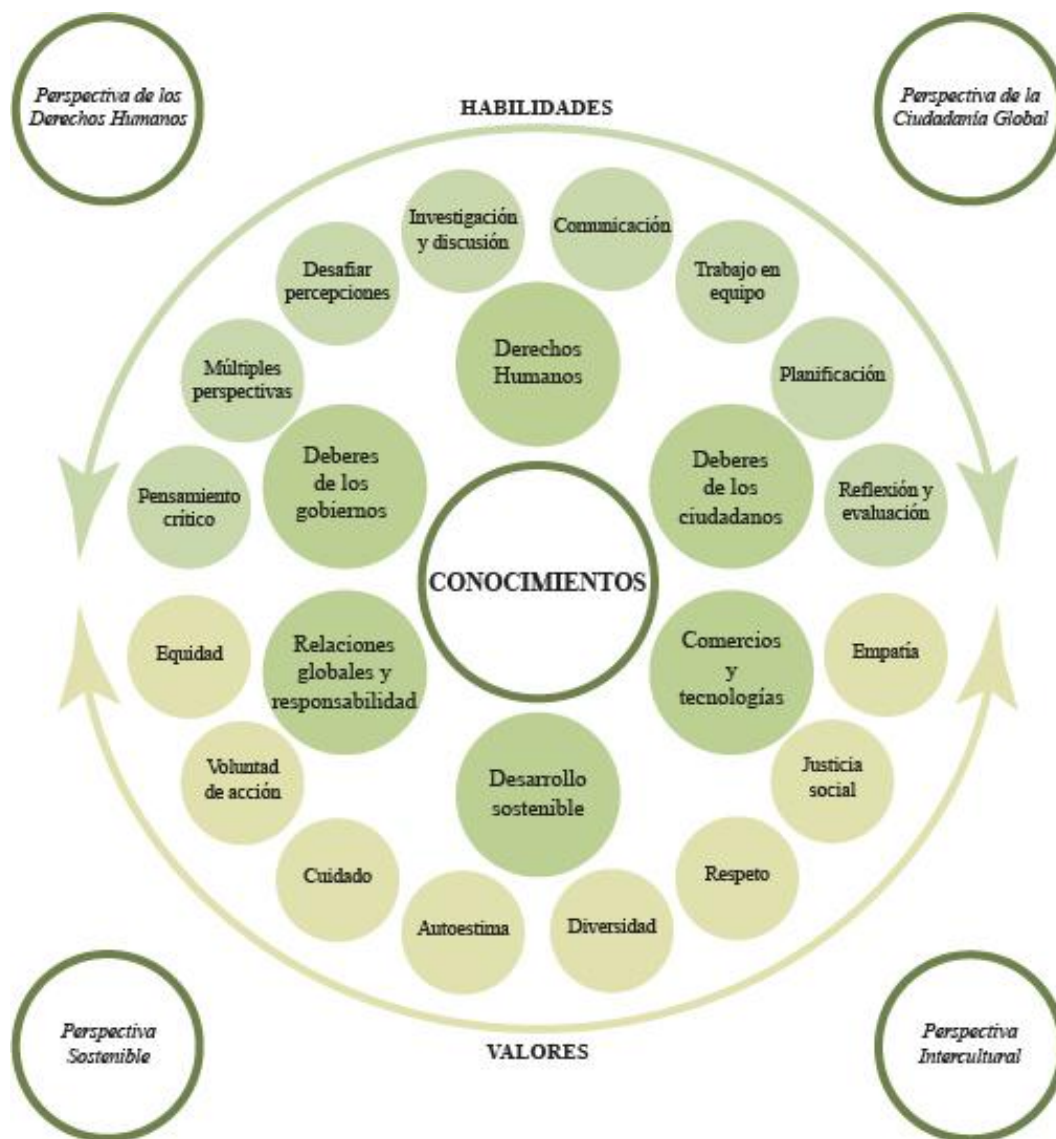 Perspectiva de los
Derechos Humanos
Perspectiva de la
Ciudadanía Global
HABILIDADES
Investigación
y discusión
Comunicación
Desafiar
percepciones
Trabajo en
equipo
Múltiples
perspectivas
Planificación
Pensamiento
crítico
Reflexión y
evaluación
Derechos
Humanos
Deberes
de los
gobiernos
Deberes
de los
ciudadanos
CONOCIMIENTOS
Relaciones
globales y
responsabilidad
Comercios
y
tecnologías
Desarrollo
sostenible
Equidad
Empatía
Voluntad
de acción
Justicia
social
Cuidado
Respeto
Autoestima
Diversidad
VALORES
Perspectiva
Sostenible
Perspectiva
Intercultural